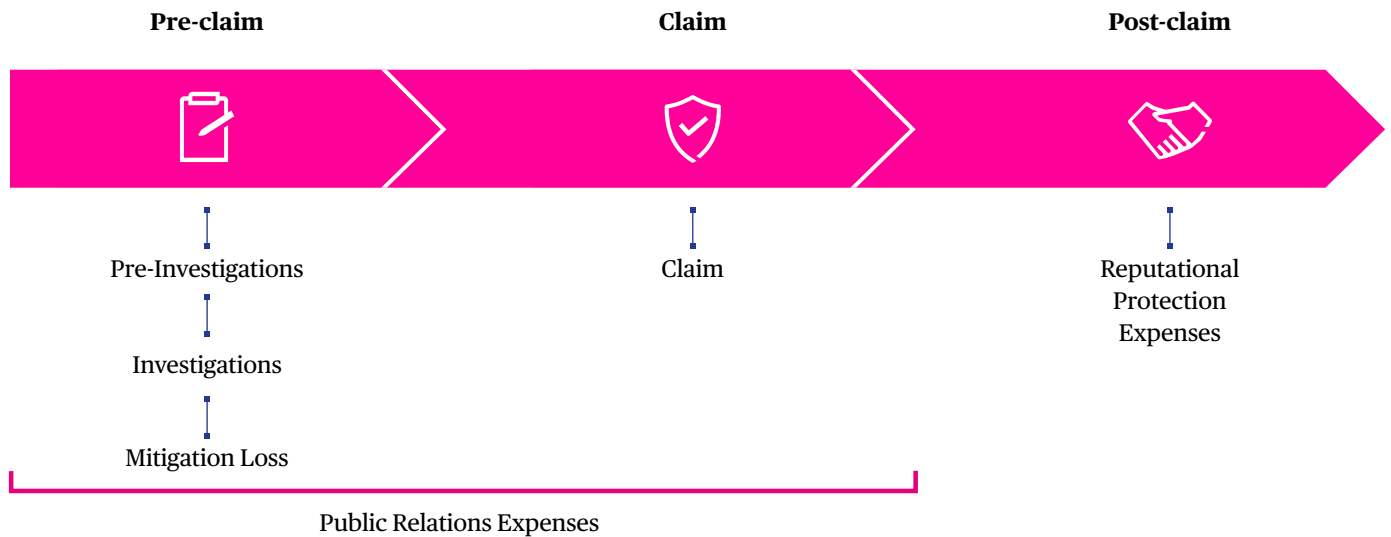 Pre-claim
Claim
Post-claim
Pre-Investigations
Claim
Reputational
Protection
Expenses
Investigations
Mitigation Loss
Public Relations Expenses